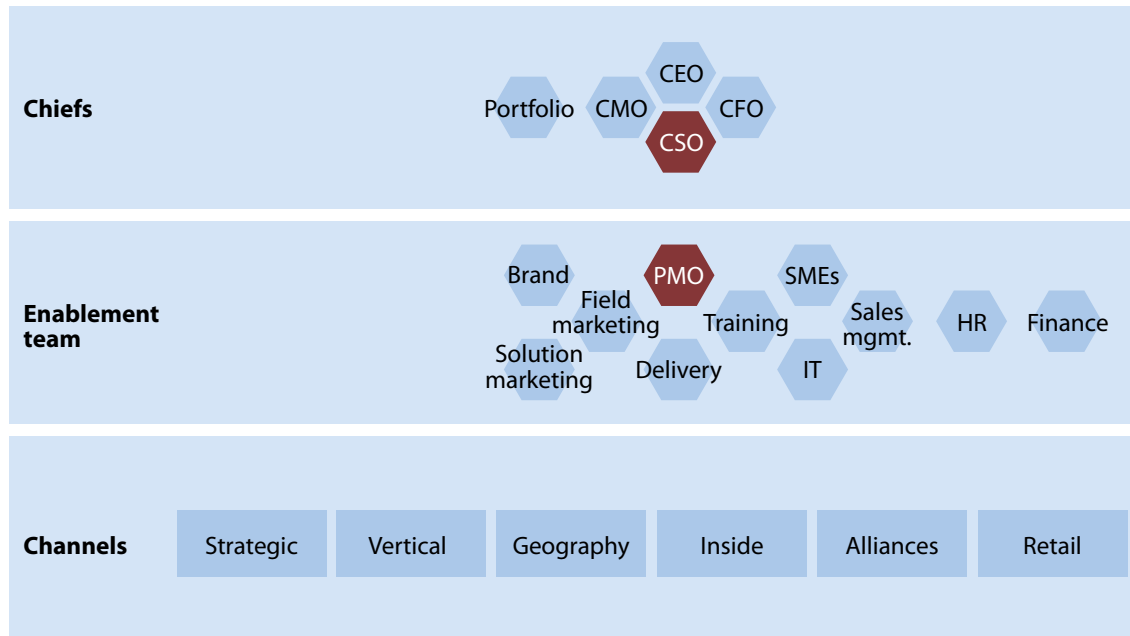 Chiefs
CEO
Portfolio
CMO
CFO
CSO
Enablement
team
Brand
PMO
SMEs
Field
marketing
Training
Sales
mgmt.
HR
Finance
Solution
marketing
Delivery
IT
Channels
Strategic
Vertical
Geography
Inside
Alliances
Retail